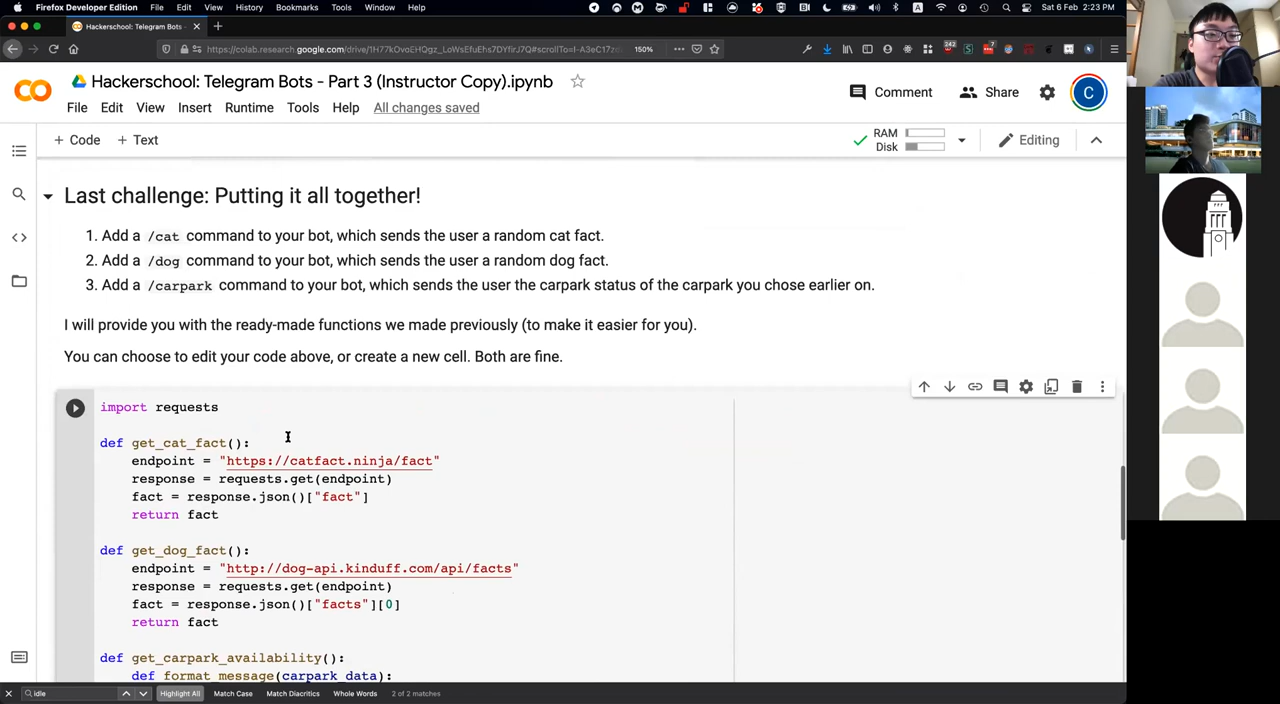 Firefox Developer Edition File Edit View History Bookmarks Tools Window Help Sat 6 Feb 2:23 PM
Hackerschool: Telegram Bots -
150%
Hackerschool: Telegram Bots - Part 3 (Instructor Copy).ipynb
File Edit View Insert Runtime Tools Help All changes saved
Comment Share C
+ Code + Text
RAM
Disk
Editing
Last challenge: Putting it all together!
1. Add a /cat command to your bot, which sends the user a random cat fact.
2. Add a /dog command to your bot, which sends the user a random dog fact.
3. Add a /carpark command to your bot, which sends the user the carpark status of the carpark you chose earlier on.
I will provide you with the ready-made functions we made previously (to make it easier for you).
You can choose to edit your code above, or create a new cell. Both are fine.
import requests
def get_cat_fact():
endpoint = "https://catfact.ninja/fact"
response = requests.get(endpoint)
fact = response.json()["fact"]
return fact
def get_dog_fact():
endpoint = "http://dog-api.kinduff.com/api/facts"
response = requests.get(endpoint)
fact = response.json()["facts"][0]
return fact
def get_carpark_availability():
def format_message(carpark_data):
idle Highlight All Match Case Match Diacritics Whole Words 2 of 2 matches